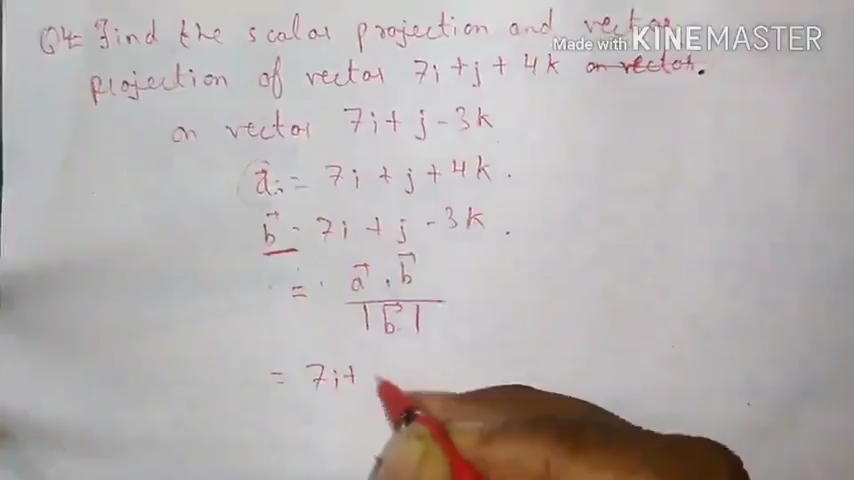 Q4= Find the scalar projection and vector
Made with KINEMASTER
projection of vector 7i + j + 4k on vector.
on vector 7i + j - 3k
a⃗ = 7i + j + 4k .
b⃗ = 7i + j - 3k .
= a⃗ . b⃗
|b⃗|
= 7i +